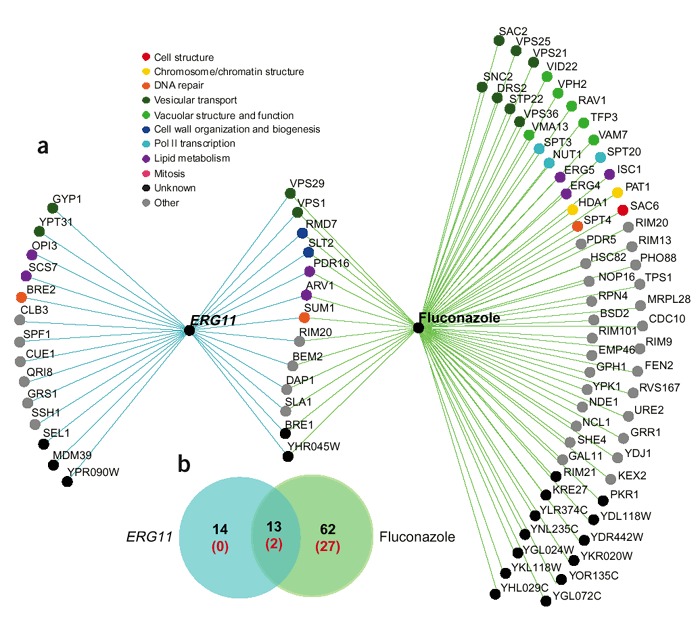 a
Cell structure
Chromosome/chromatin structure
DNA repair
Vesicular transport
Vacuolar structure and function
Cell wall organization and biogenesis
Pol II transcription
Lipid metabolism
Mitosis
Unknown
Other
GYP1
YPT31
OPI3
SCS7
BRE2
CLB3
SPF1
CUE1
QRI8
GRS1
SSH1
SEL1
MDM39
YPR090W
ERG11
VPS29
VPS1
RMD7
SLT2
PDR16
ARV1
SUM1
RIM20
BEM2
DAP1
SLA1
BRE1
YHR045W
Fluconazole
SAC2
VPS25
VPS21
VID22
SNC2
DRS2
VPH2
STP22
RAV1
VPS36
TFP3
VMA13
VAM7
SPT3
SPT20
NUT1
ISC1
ERG5
ERG4
PAT1
HDA1
SAC6
SPT4
RIM20
PDR5
RIM13
HSC82
PHO88
NOP16
TPS1
RPN4
MRPL28
BSD2
CDC10
RIM101
RIM9
EMP46
FEN2
GPH1
YPK1
RVS167
NDE1
URE2
NCL1
GRR1
SHE4
YDJ1
GAL11
RIM21
KEX2
KRE27
PKR1
YLR374C
YDL118W
YNL235C
YDR442W
YGL024W
YKR020W
YKL118W
YOR135C
YHL029C
YGL072C
b
ERG11
14
(0)
13
(2)
62
(27)
Fluconazole